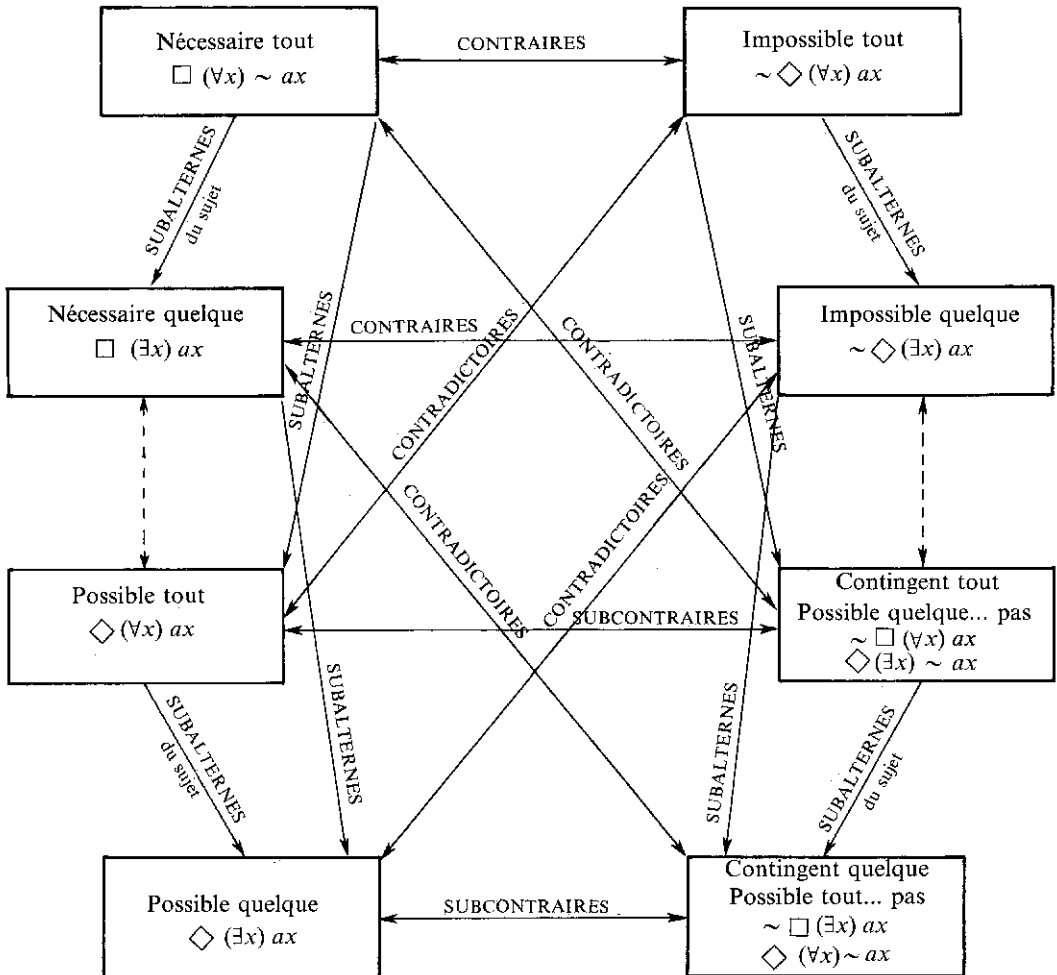 Nécessaire tout
□ (∀x) ~ ax
CONTRAIRES
Impossible tout
~ ◇ (∀x) ax
SUBALTERNES
du sujet
SUBALTERNES
du sujet
Nécessaire quelque
□ (∃x) ax
CONTRAIRES
Impossible quelque
~ ◇ (∃x) ax
SUBALTERNES
CONTRADICTOIRES
CONTRADICTOIRES
SUBALTERNES
CONTRADICTOIRES
CONTRADICTOIRES
Possible tout
◇ (∀x) ax
SUBCONTRAIRES
Contingent tout
Possible quelque... pas
~ □ (∀x) ax
◇ (∃x) ~ ax
SUBALTERNES
du sujet
SUBALTERNES
SUBALTERNES
SUBALTERNES
du sujet
Possible quelque
◇ (∃x) ax
SUBCONTRAIRES
Contingent quelque
Possible tout... pas
~ □ (∃x) ax
◇ (∀x) ~ ax